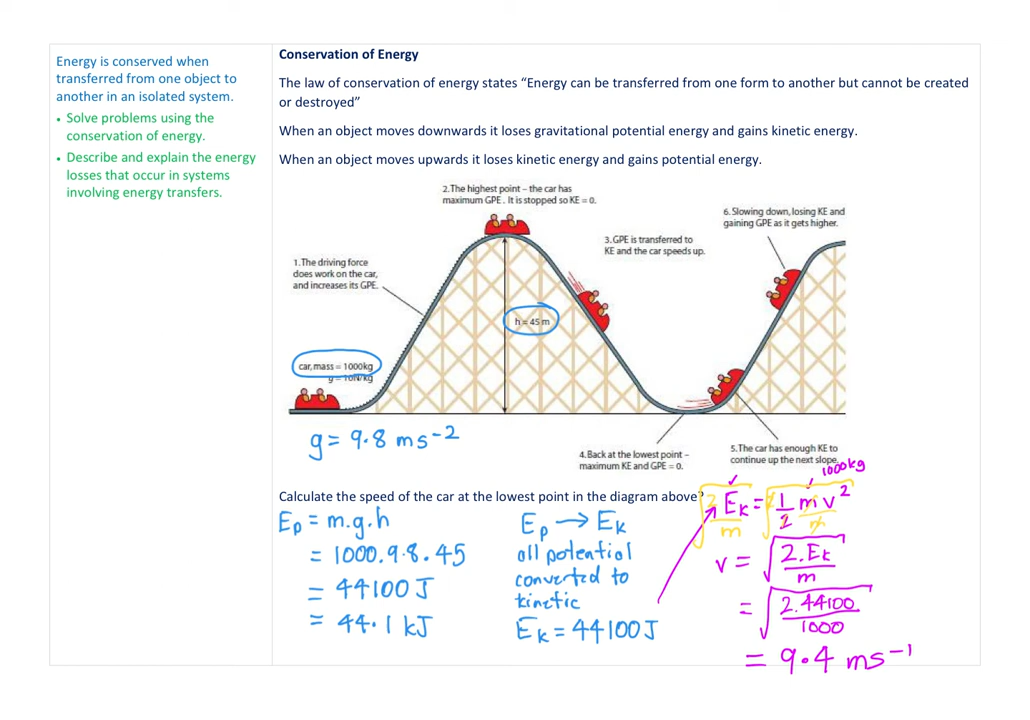 Energy is conserved when
transferred from one object to
another in an isolated system.
• Solve problems using the
conservation of energy.
• Describe and explain the energy
losses that occur in systems
involving energy transfers.
Conservation of Energy
The law of conservation of energy states “Energy can be transferred from one form to another but cannot be created
or destroyed”
When an object moves downwards it loses gravitational potential energy and gains kinetic energy.
When an object moves upwards it loses kinetic energy and gains potential energy.
2. The highest point – the car has
maximum GPE. It is stopped so KE = 0.
6. Slowing down, losing KE and
gaining GPE as it gets higher.
3. GPE is transferred to
KE and the car speeds up.
1. The driving force
does work on the car,
and increases its GPE.
h = 45 m
car, mass = 1000kg
g = 10N/kg
g = 9.8 ms-2
4. Back at the lowest point –
maximum KE and GPE = 0.
5. The car has enough KE to
continue up the next slope.
1000kg
Calculate the speed of the car at the lowest point in the diagram above?
Ep = m.g.h
= 1000.9.8.45
= 44100 J
= 44.1 kJ
Ep → Ek
all potential
converted to
kinetic
Ek = 44100J
2 Ek = 1 m v2
m 2 m
v = √2.Ek
m
= √2.44100
1000
= 9.4 ms-1